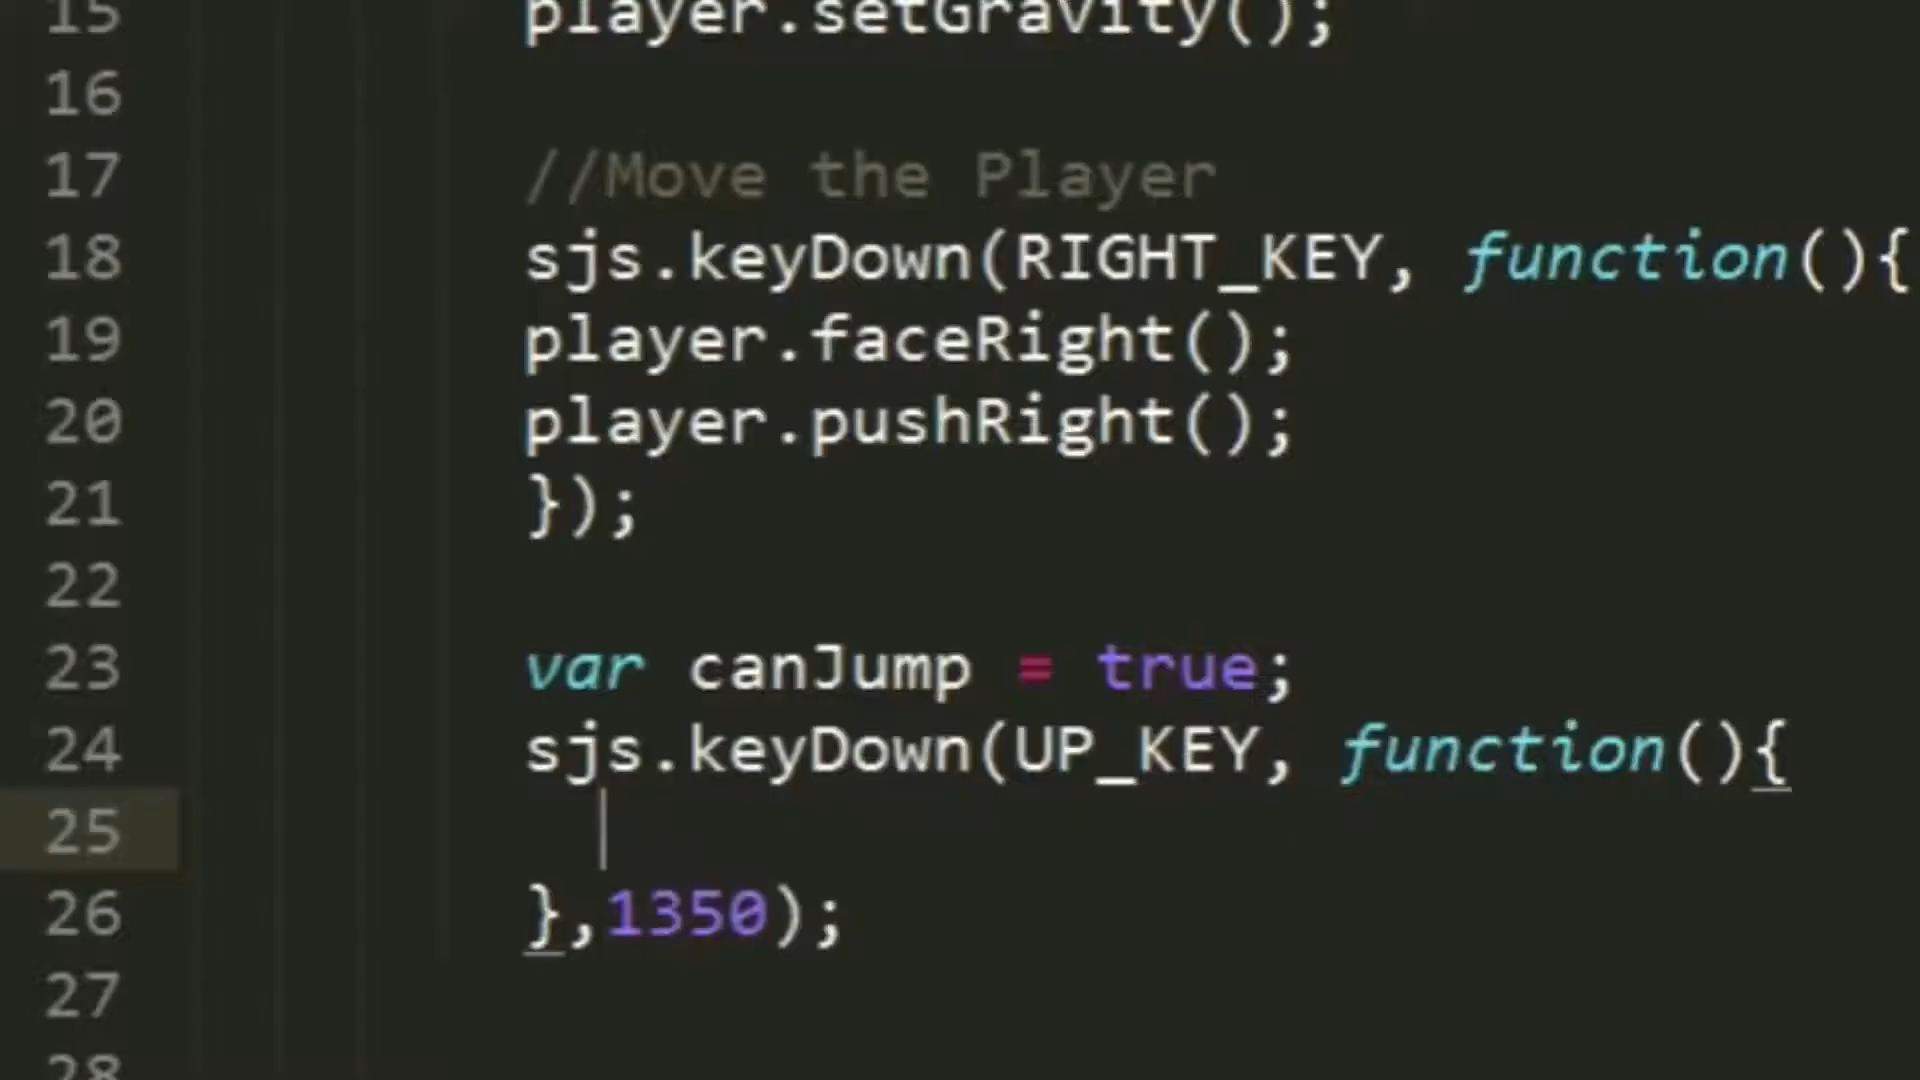 15 player.setGravity();
16
17 //Move the Player
18 sjs.keyDown(RIGHT_KEY, function(){
19 player.faceRight();
20 player.pushRight();
21 });
22
23 var canJump = true;
24 sjs.keyDown(UP_KEY, function(){
25
26 },1350);
27
28